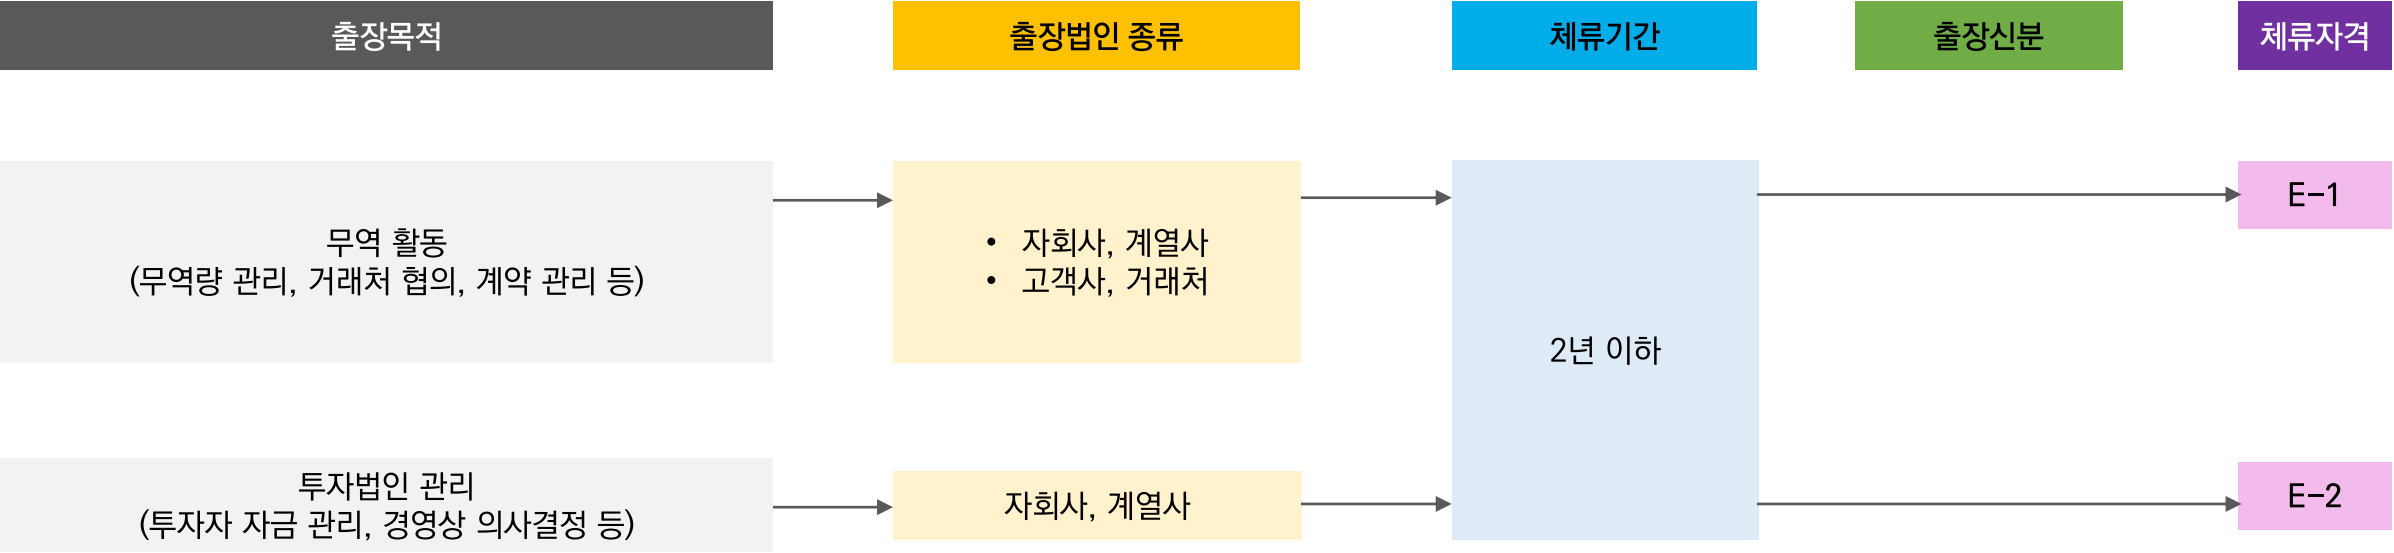 출장목적
출장법인 종류
체류기간
출장신분
체류자격
무역 활동
(무역량 관리, 거래처 협의, 계약 관리 등)
• 자회사, 계열사
• 고객사, 거래처
2년 이하
E-1
투자법인 관리
(투자자 자금 관리, 경영상 의사결정 등)
자회사, 계열사
E-2